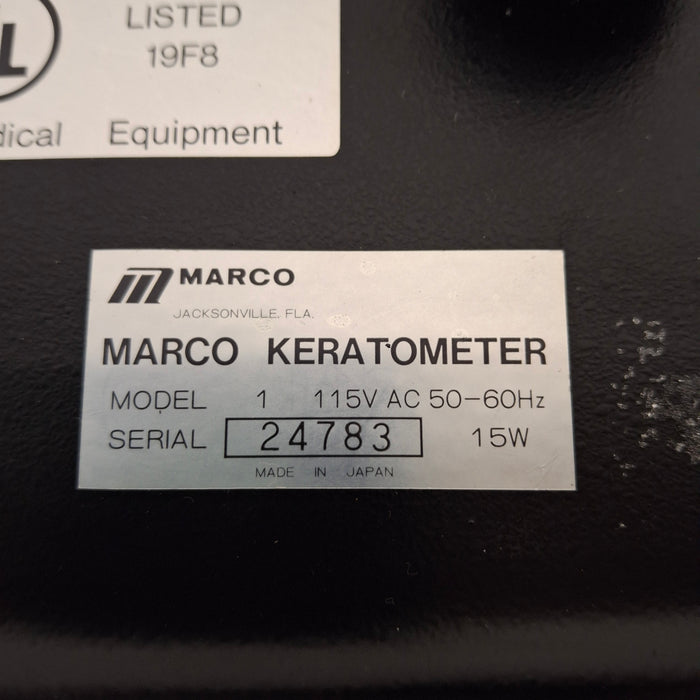 LISTED
19F8
Equipment
MARCO
JACKSONVILLE, FLA.
MARCO KERATOMETER
MODEL 1 115V AC 50-60Hz
SERIAL 24783 15W
MADE IN JAPAN